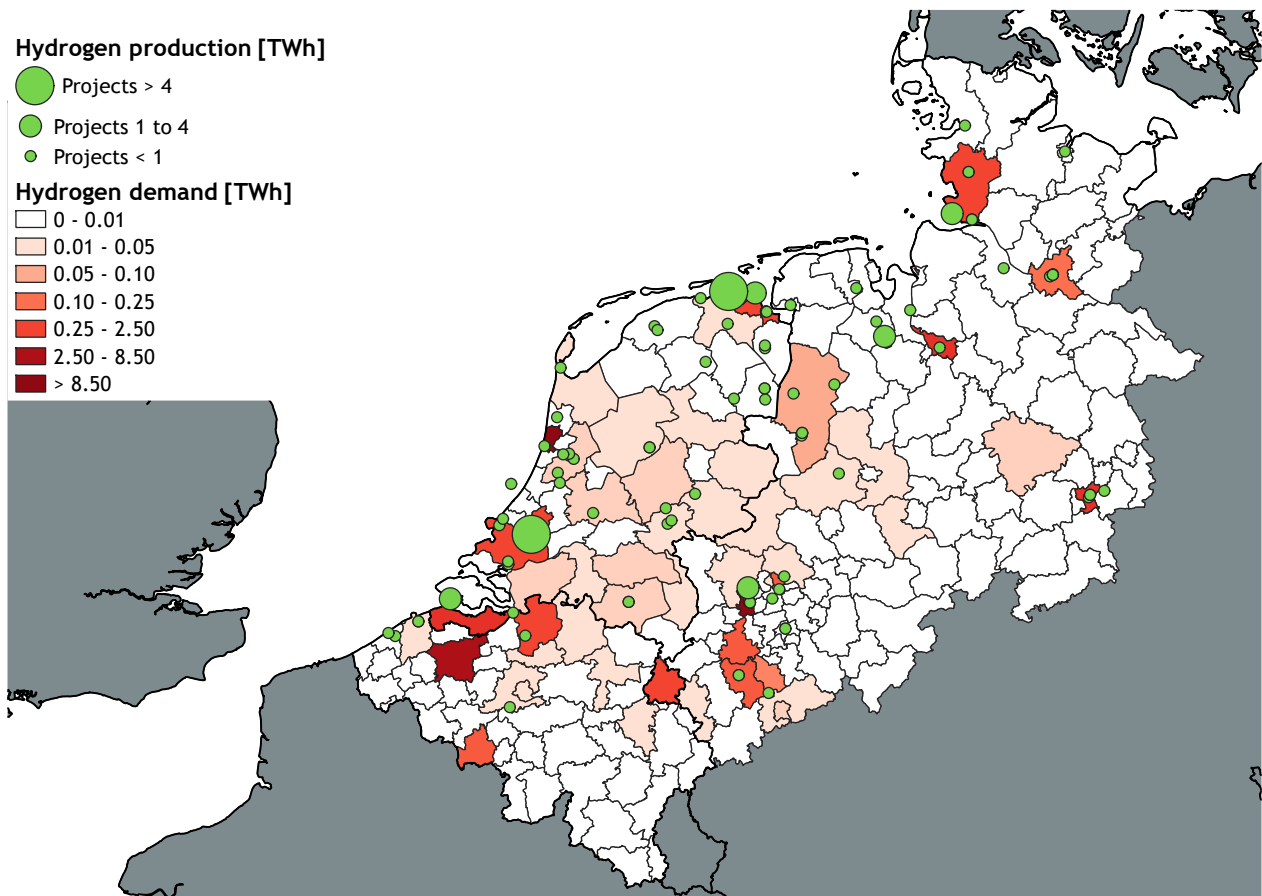 Hydrogen production [TWh]
Projects > 4
Projects 1 to 4
Projects < 1
Hydrogen demand [TWh]
0 - 0.01
0.01 - 0.05
0.05 - 0.10
0.10 - 0.25
0.25 - 2.50
2.50 - 8.50
> 8.50